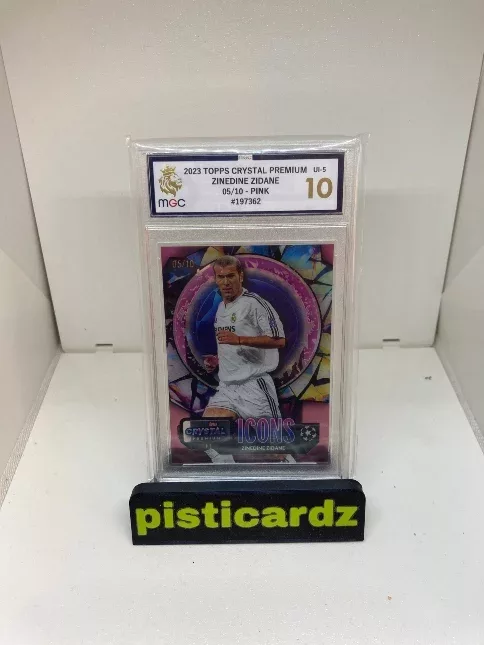 2023 TOPPS CRYSTAL PREMIUM UI-5
ZINEDINE ZIDANE
05/10 - PINK
#197362
10
MGC
05/10
CRYSTAL
ICONS
ZINEDINE ZIDANE
pisticardz